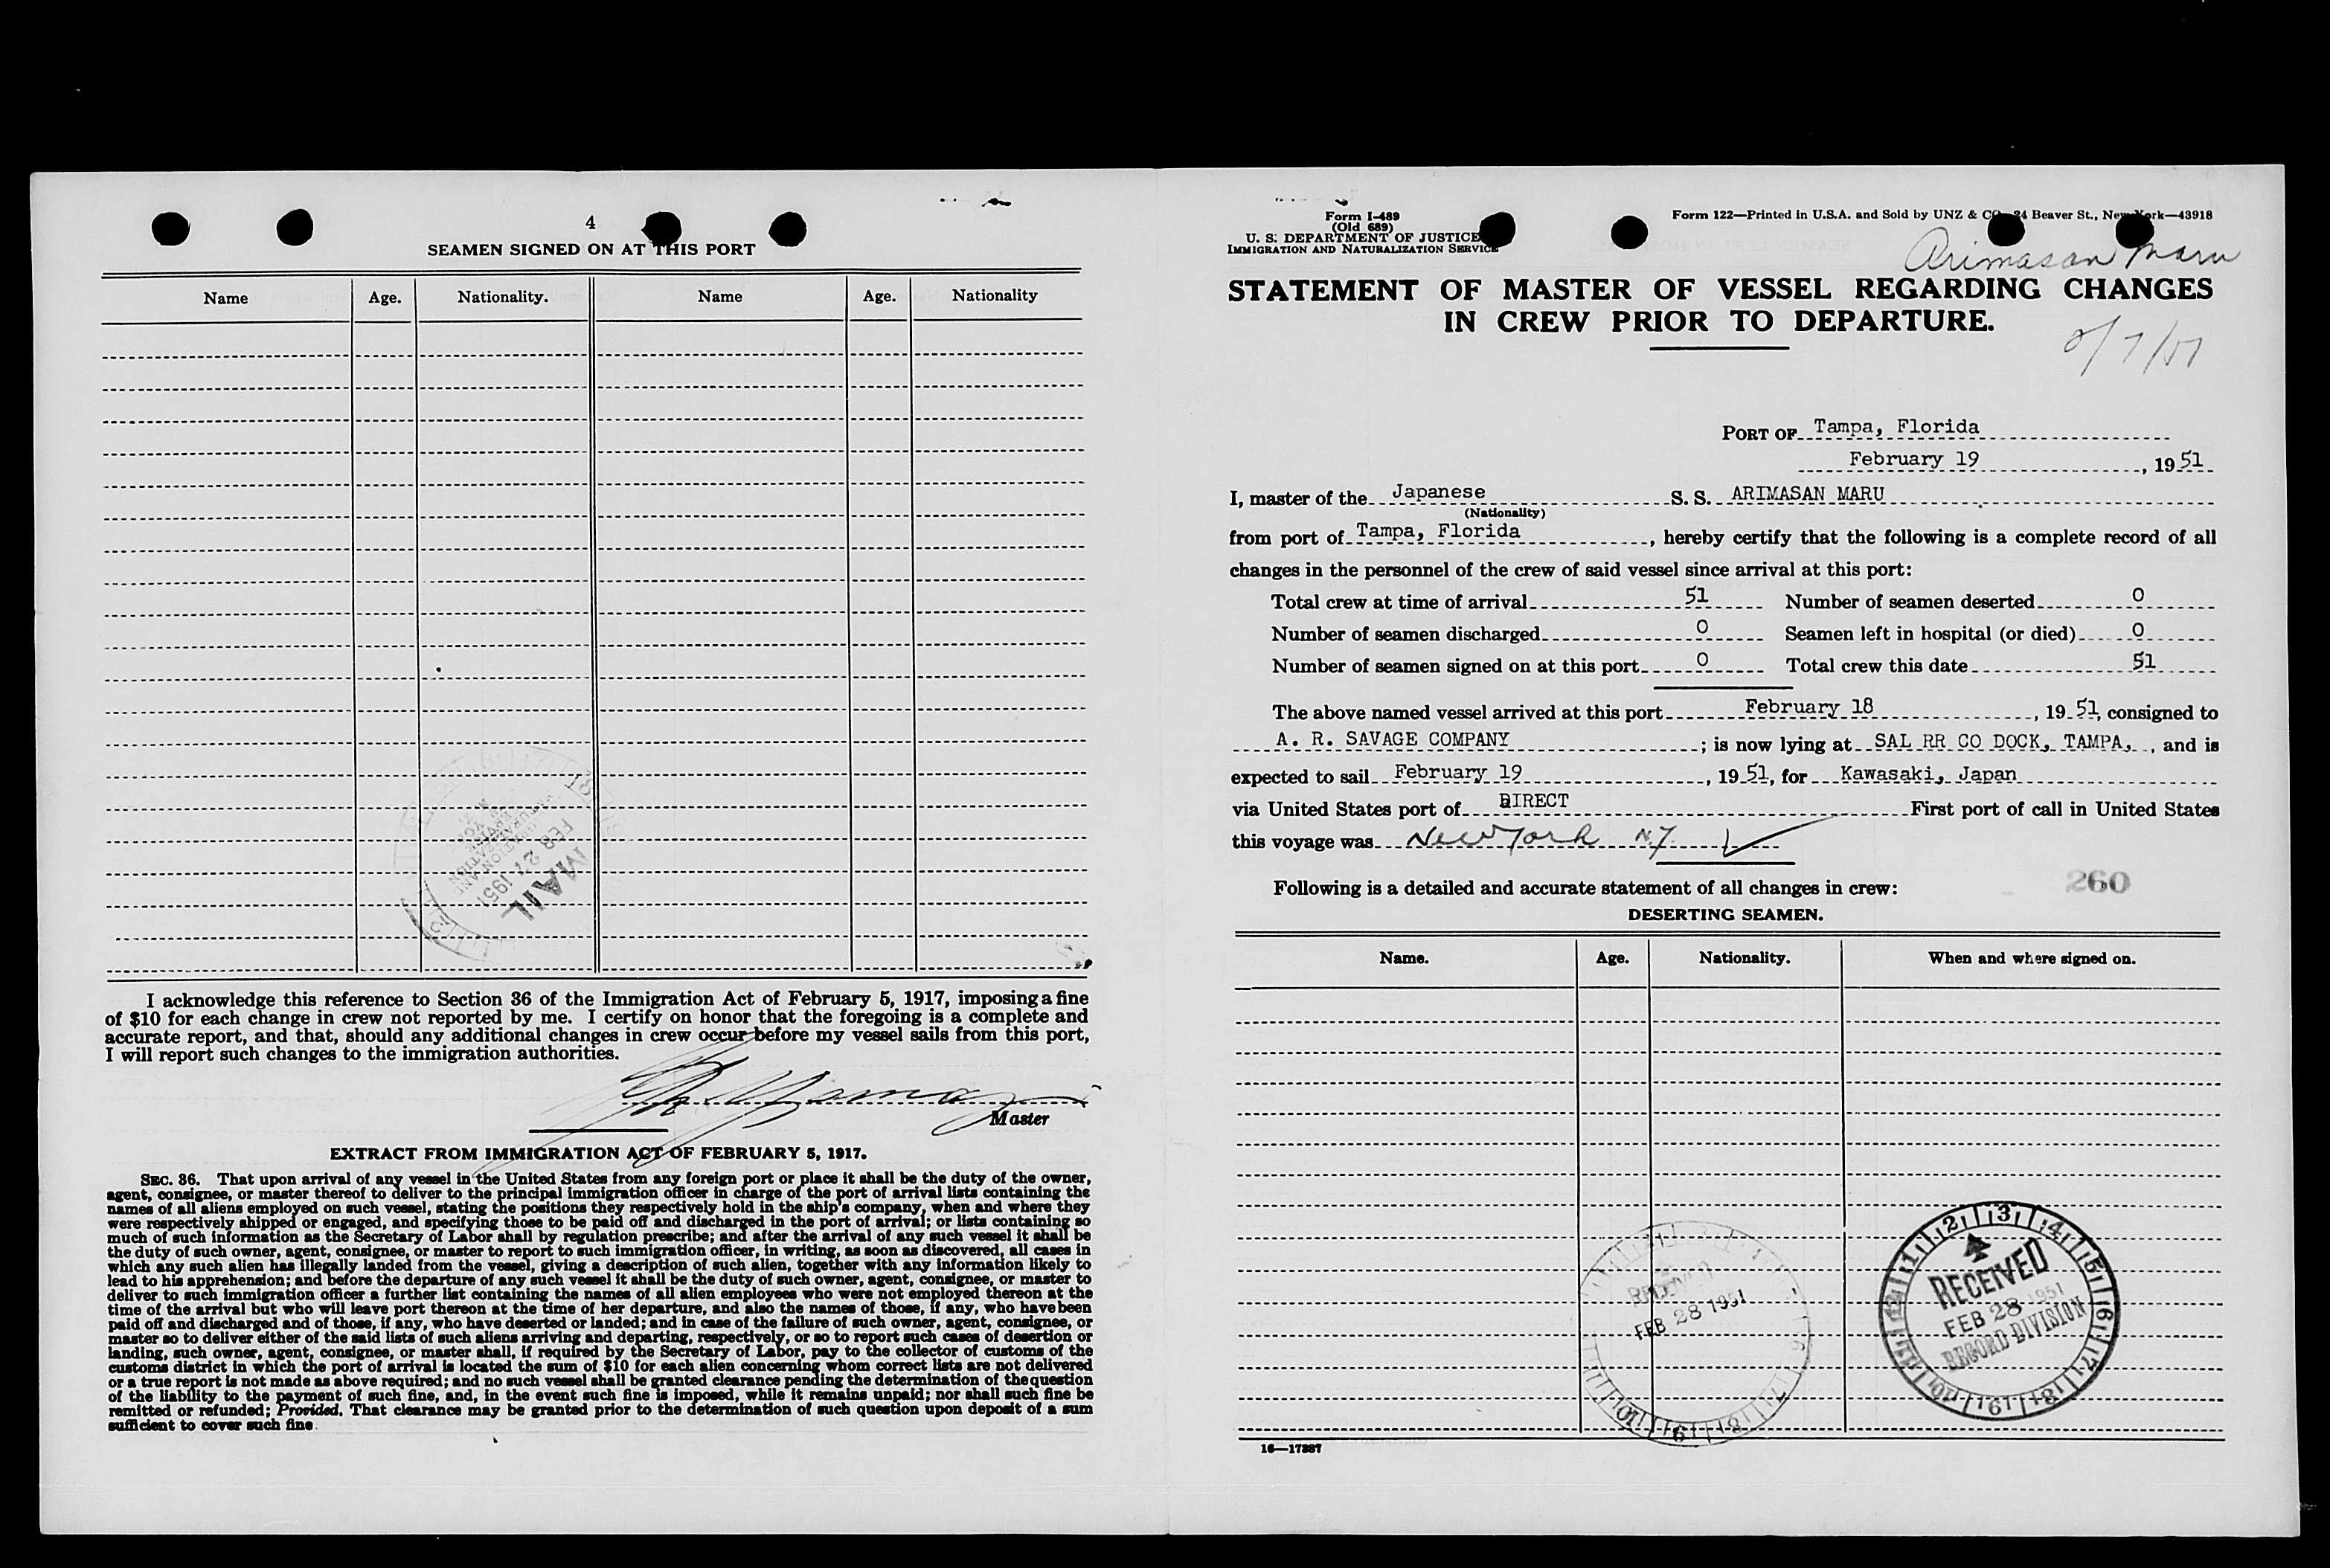 4
SEAMEN SIGNED ON AT THIS PORT
Name Age. Nationality. Name Age. Nationality
MAIL
FEB 27 1951
I acknowledge this reference to Section 36 of the Immigration Act of February 5, 1917, imposing a fine
of $10 for each change in crew not reported by me. I certify on honor that the foregoing is a complete and
accurate report, and that, should any additional changes in crew occur before my vessel sails from this port,
I will report such changes to the immigration authorities.
Master
EXTRACT FROM IMMIGRATION ACT OF FEBRUARY 5, 1917.
SEC. 36. That upon arrival of any vessel in the United States from any foreign port or place it shall be the duty of the owner,
agent, consignee, or master thereof to deliver to the principal immigration officer in charge of the port of arrival lists containing the
names of all aliens employed on such vessel, stating the positions they respectively hold in the ship's company, when and where they
were respectively shipped or engaged, and specifying those to be paid off and discharged in the port of arrival; or lists containing so
much of such information as the Secretary of Labor shall by regulation prescribe; and after the arrival of any such vessel it shall be
the duty of such owner, agent, consignee, or master to report to such immigration officer, in writing, as soon as discovered, all cases in
which any such alien has illegally landed from the vessel, giving a description of such alien, together with any information likely to
lead to his apprehension; and before the departure of any such vessel it shall be the duty of such owner, agent, consignee, or master to
deliver to such immigration officer a further list containing the names of all alien employees who were not employed thereon at the
time of the arrival but who will leave port thereon at the time of her departure, and also the names of those, if any, who have been
paid off and discharged and of those, if any, who have deserted or landed; and in case of the failure of such owner, agent, consignee, or
master so to deliver either of the said lists of such aliens arriving and departing, respectively, or so to report such cases of desertion or
landing, such owner, agent, consignee, or master shall, if required by the Secretary of Labor, pay to the collector of customs of the
customs district in which the port of arrival is located the sum of $10 for each alien concerning whom correct lists are not delivered
or a true report is not made as above required; and no such vessel shall be granted clearance pending the determination of the question
of the liability to the payment of such fine, and, in the event such fine is imposed, while it remains unpaid; nor shall such fine be
remitted or refunded; Provided, That clearance may be granted prior to the determination of such question upon deposit of a sum
sufficient to cover such fine.
Form I-489
(Old 689)
U. S. DEPARTMENT OF JUSTICE
IMMIGRATION AND NATURALIZATION SERVICE
Form 122—Printed in U.S.A. and Sold by UNZ & CO., 24 Beaver St., New York—43918
Arimasan Maru
STATEMENT OF MASTER OF VESSEL REGARDING CHANGES
IN CREW PRIOR TO DEPARTURE.
PORT OF Tampa, Florida
February 19, 19 51
I, master of the Japanese S. S. ARIMASAN MARU
(Nationality)
from port of Tampa, Florida, hereby certify that the following is a complete record of all
changes in the personnel of the crew of said vessel since arrival at this port:
Total crew at time of arrival 51 Number of seamen deserted 0
Number of seamen discharged 0 Seamen left in hospital (or died) 0
Number of seamen signed on at this port 0 Total crew this date 51
The above named vessel arrived at this port February 18, 19 51, consigned to
A. R. SAVAGE COMPANY; is now lying at SAL RR CO DOCK, TAMPA, , and is
expected to sail February 19, 19 51, for Kawasaki, Japan
via United States port of DIRECT First port of call in United States
this voyage was New York N.Y.
260
Following is a detailed and accurate statement of all changes in crew:
DESERTING SEAMEN.
Name. Age. Nationality. When and where signed on.
RECEIVED
FEB 28 1951
RECEIVED
FEB 28 1951
RECORD DIVISION
16—17887